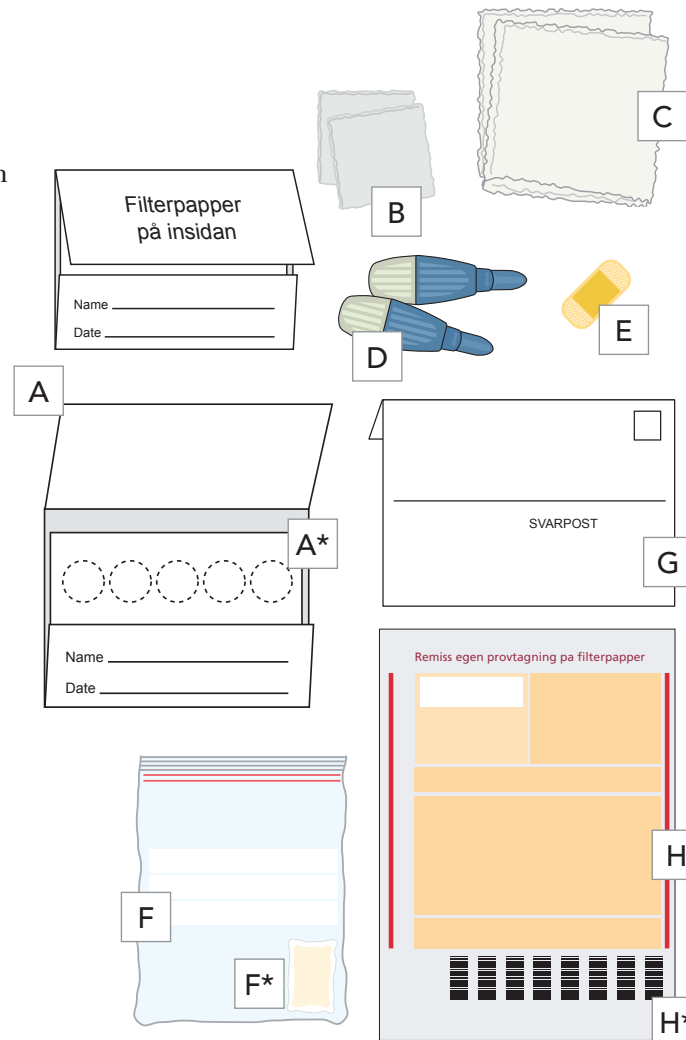 n
C
B
Filterpapper
på insidan
Name
Date
D
E
A
A*
SVARPOST
G
Name
Date
Remiss egen provtagning pa filterpapper
H
F
F*
H*